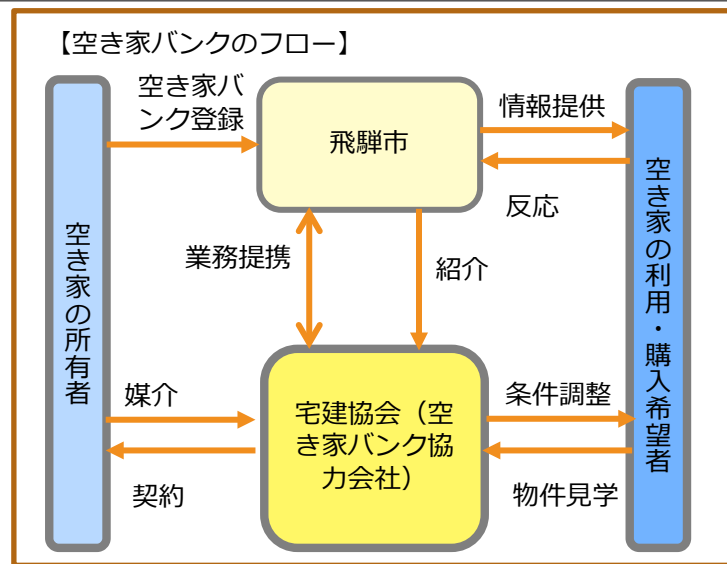 【空き家バンクのフロー】
空き家バ
ンク登録
飛騨市
情報提供
反応
空き家の所有者
空き家の利用・購入希望者
業務提携
紹介
媒介
契約
宅建協会（空
き家バンク協
力会社）
条件調整
物件見学